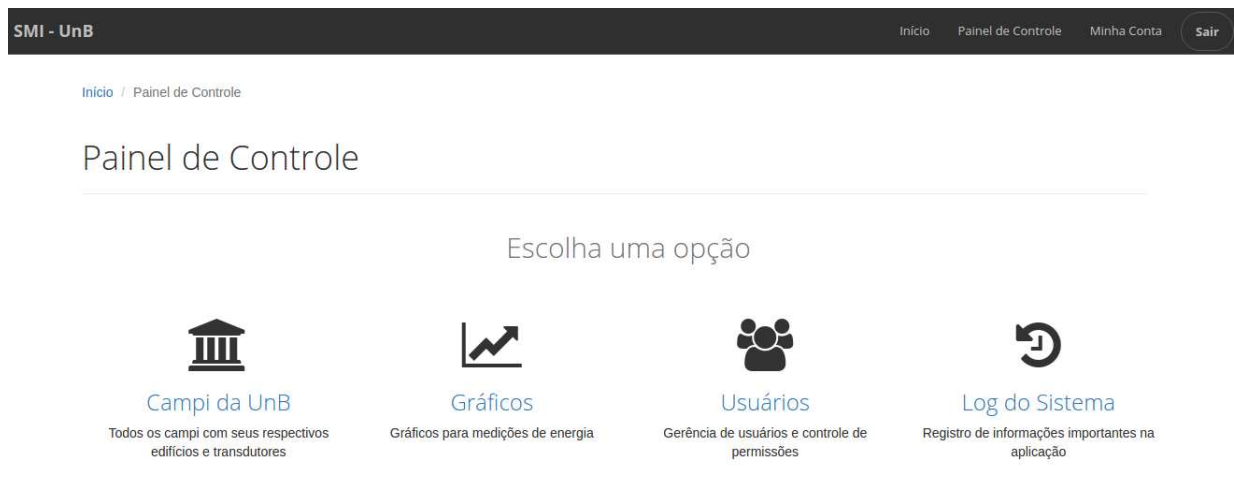 SMI - UnB
Início Painel de Controle Minha Conta Sair
Início / Painel de Controle
Painel de Controle
Escolha uma opção
Campi da UnB
Todos os campi com seus respectivos
edifícios e transdutores
Gráficos
Gráficos para medições de energia
Usuários
Gerência de usuários e controle de
permissões
Log do Sistema
Registro de informações importantes na
aplicação